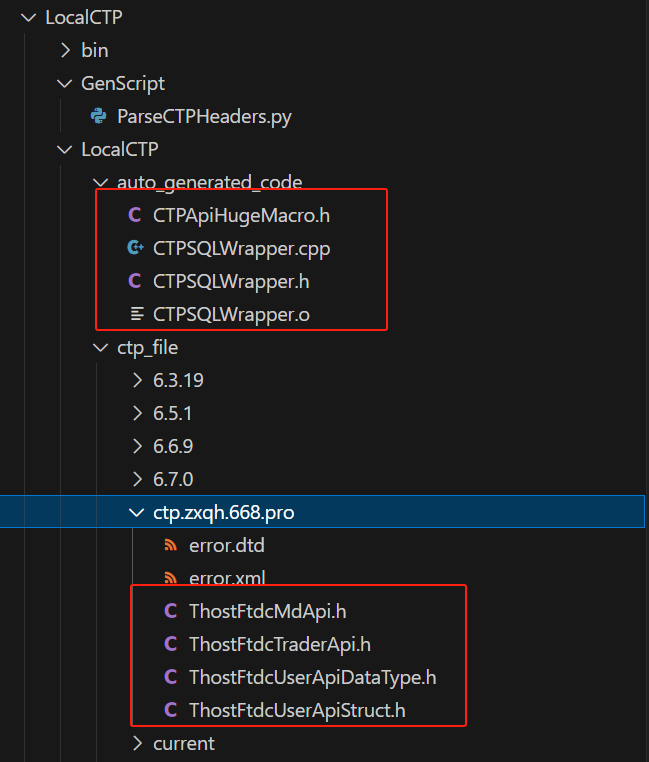 LocalCTP
bin
GenScript
ParseCTPHeaders.py
LocalCTP
auto_generated_code
CTPApiHugeMacro.h
CTPSQLWrapper.cpp
CTPSQLWrapper.h
CTPSQLWrapper.o
ctp_file
6.3.19
6.5.1
6.6.9
6.7.0
ctp.zxqh.668.pro
error.dtd
error.xml
ThostFtdcMdApi.h
ThostFtdcTraderApi.h
ThostFtdcUserApiDataType.h
ThostFtdcUserApiStruct.h
current